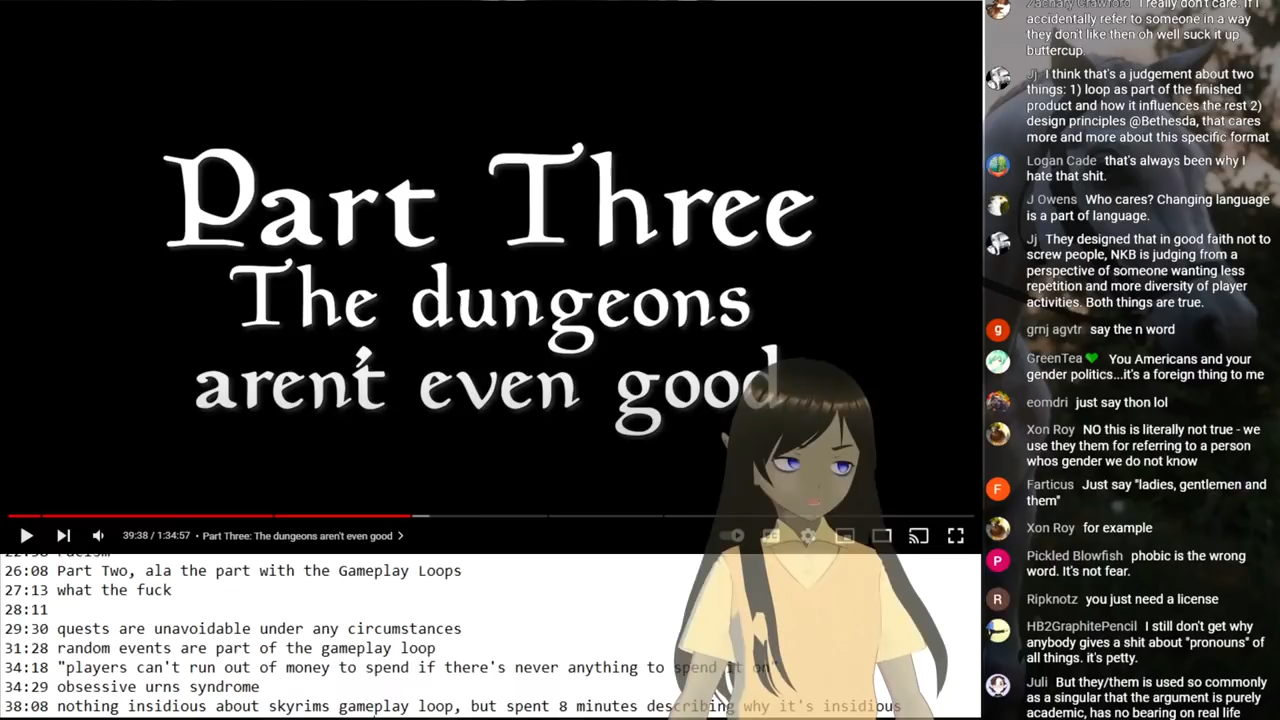 Part Three
The dungeons
aren't even good
39:38 / 1:34:57 • Part Three: The dungeons aren't even good
26:08 Part Two, ala the part with the Gameplay Loops
27:13 what the fuck
28:11
29:30 quests are unavoidable under any circumstances
31:28 random events are part of the gameplay loop
34:18 "players can't run out of money to spend if there's never anything to spend it on"
34:29 obsessive urns syndrome
38:08 nothing insidious about skyrims gameplay loop, but spent 8 minutes describing why it's insidious
Zachary Crawford I really don't care. If I
accidentally refer to someone in a way
they don't like then oh well suck it up
buttercup.
Jj I think that's a judgement about two
things: 1) loop as part of the finished
product and how it influences the rest 2)
design principles @Bethesda, that cares
more and more about this specific format
Logan Cade that's always been why I
hate that shit.
J Owens Who cares? Changing language
is a part of language.
Jj They designed that in good faith not to
screw people, NKB is judging from a
perspective of someone wanting less
repetition and more diversity of player
activities. Both things are true.
g
grnj agvtr say the n word
GreenTea You Americans and your
gender politics...it's a foreign thing to me
eomdri just say thon lol
Xon Roy NO this is literally not true - we
use they them for referring to a person
whos gender we do not know
F
Farticus Just say "ladies, gentlemen and
them"
Xon Roy for example
P
Pickled Blowfish phobic is the wrong
word. It's not fear.
R
Ripknotz you just need a license
HB2GraphitePencil I still don't get why
anybody gives a shit about "pronouns" of
all things. it's petty.
Juli But they/them is used so commonly
as a singular that the argument is purely
academic, has no bearing on real life